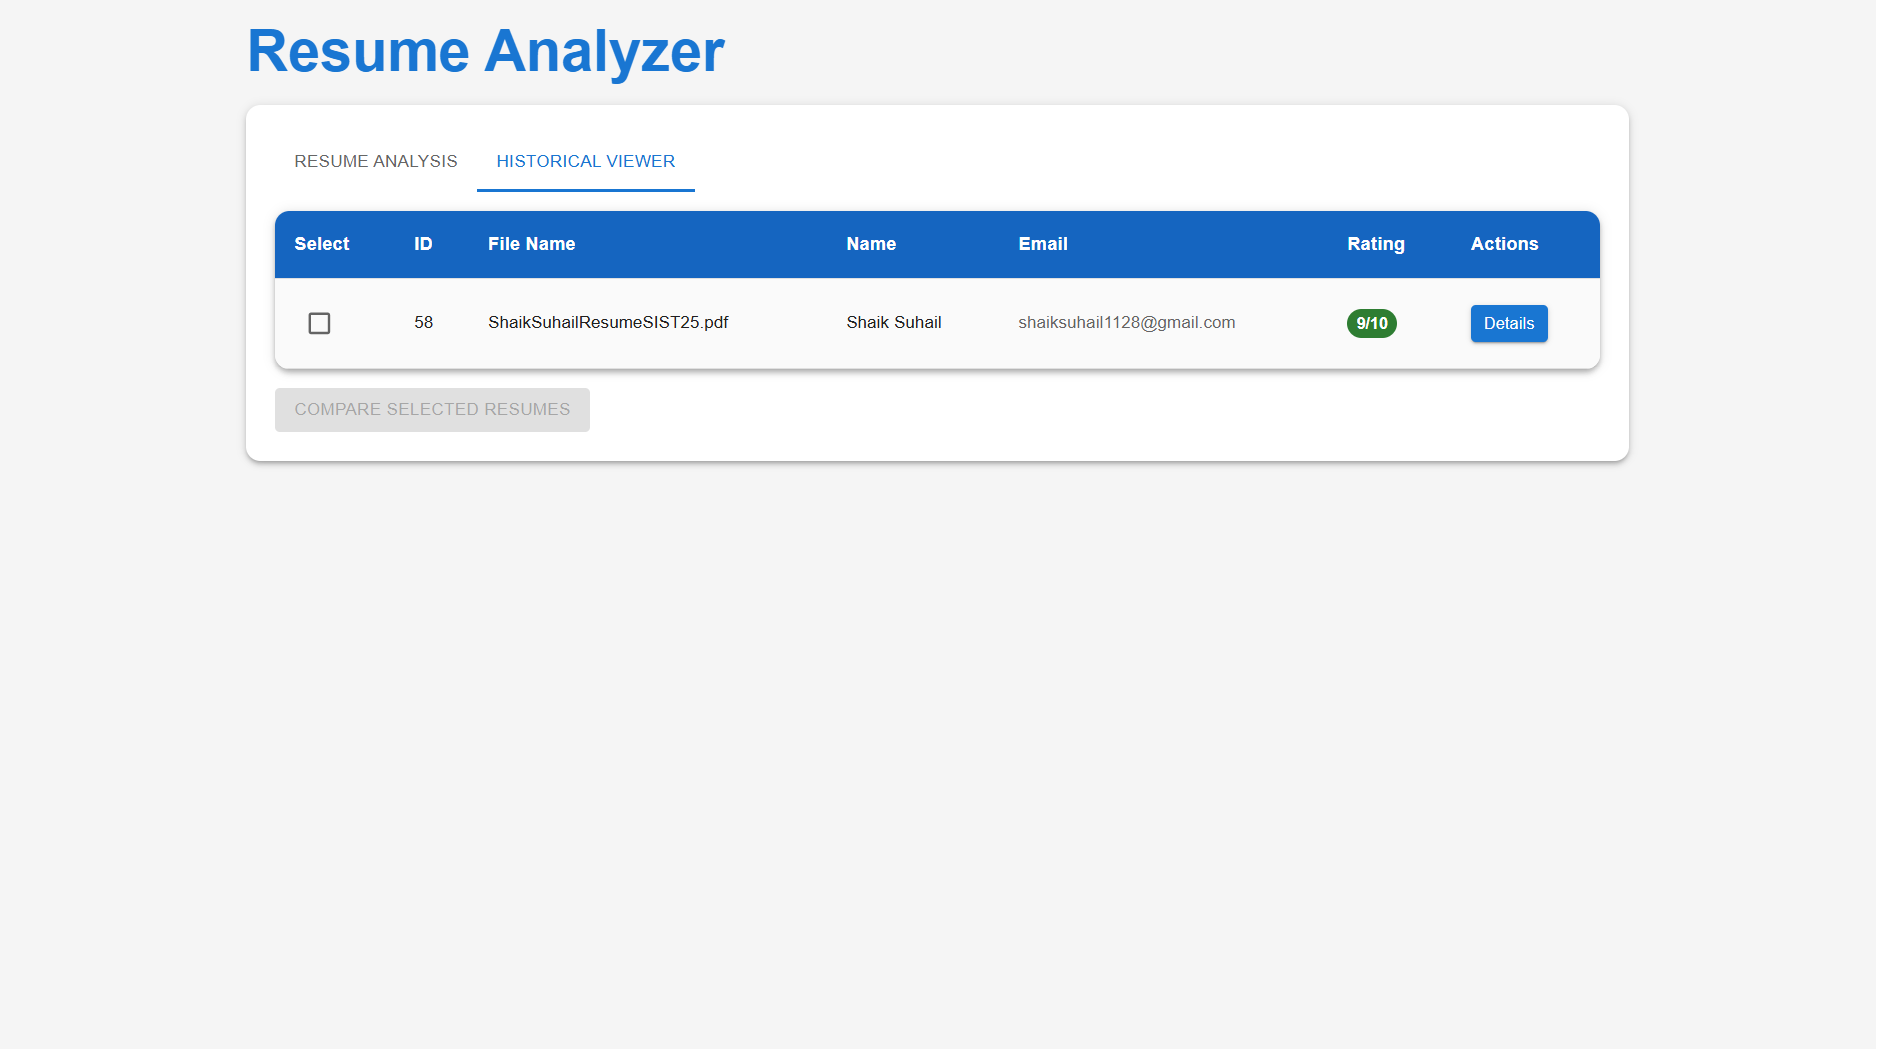 Resume Analyzer
RESUME ANALYSIS HISTORICAL VIEWER
Select ID File Name Name Email Rating Actions
58 ShaikSuhailResumeSIST25.pdf Shaik Suhail shaiksuhail1128@gmail.com 9/10 Details
COMPARE SELECTED RESUMES